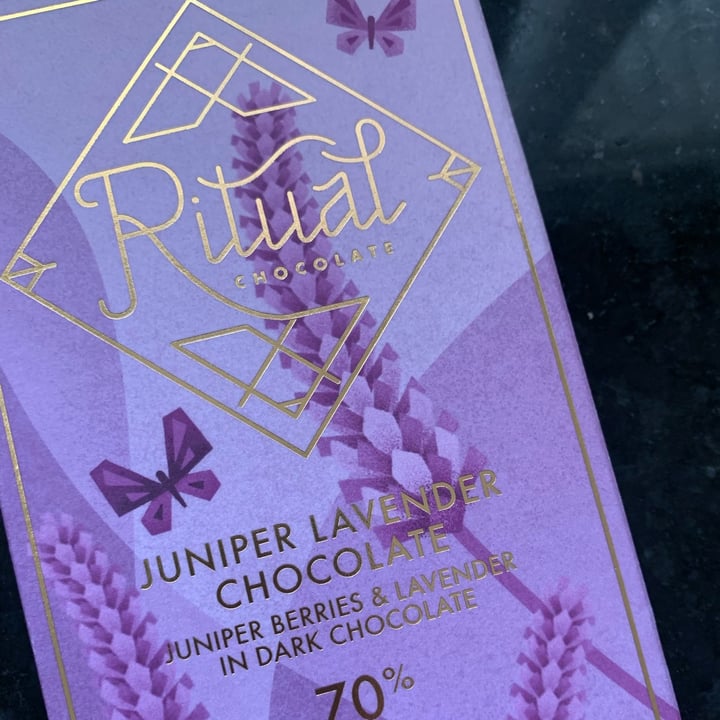 Ritual
CHOCOLATE
JUNIPER LAVENDER
CHOCOLATE
JUNIPER BERRIES & LAVENDER
IN DARK CHOCOLATE
70%